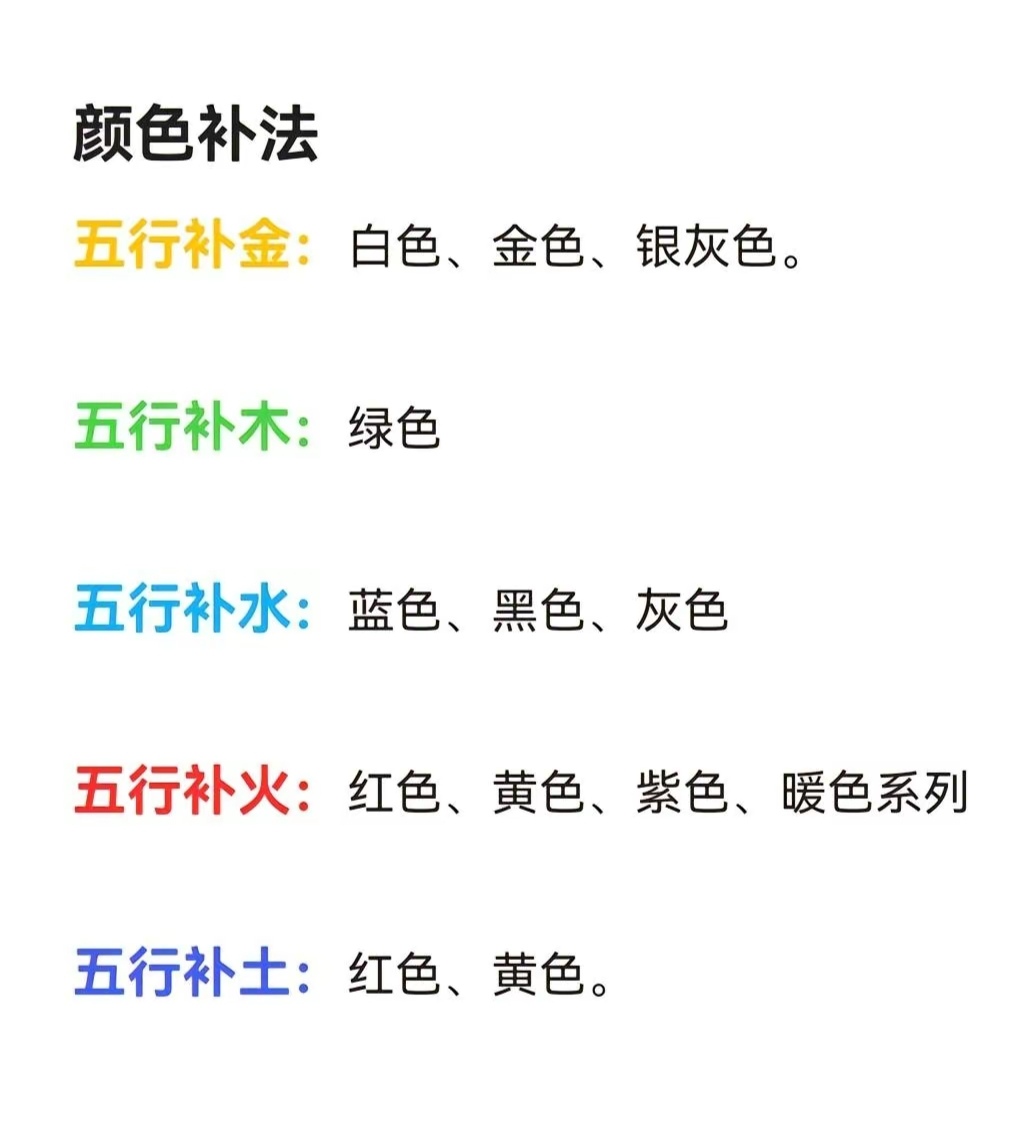 颜色补法
五行补金：白色、金色、银灰色。
五行补木：绿色
五行补水：蓝色、黑色、灰色
五行补火：红色、黄色、紫色、暖色系列
五行补土：红色、黄色。